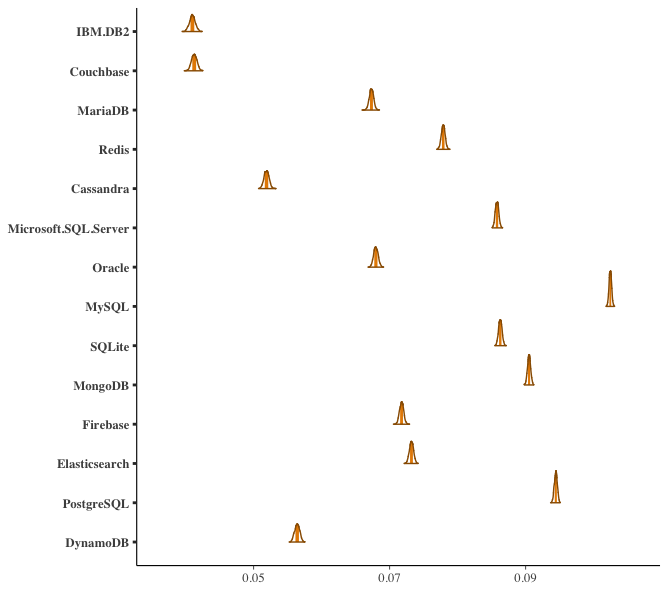 IBM.DB2
Couchbase
MariaDB
Redis
Cassandra
Microsoft.SQL.Server
Oracle
MySQL
SQLite
MongoDB
Firebase
Elasticsearch
PostgreSQL
DynamoDB
0.05 0.07 0.09